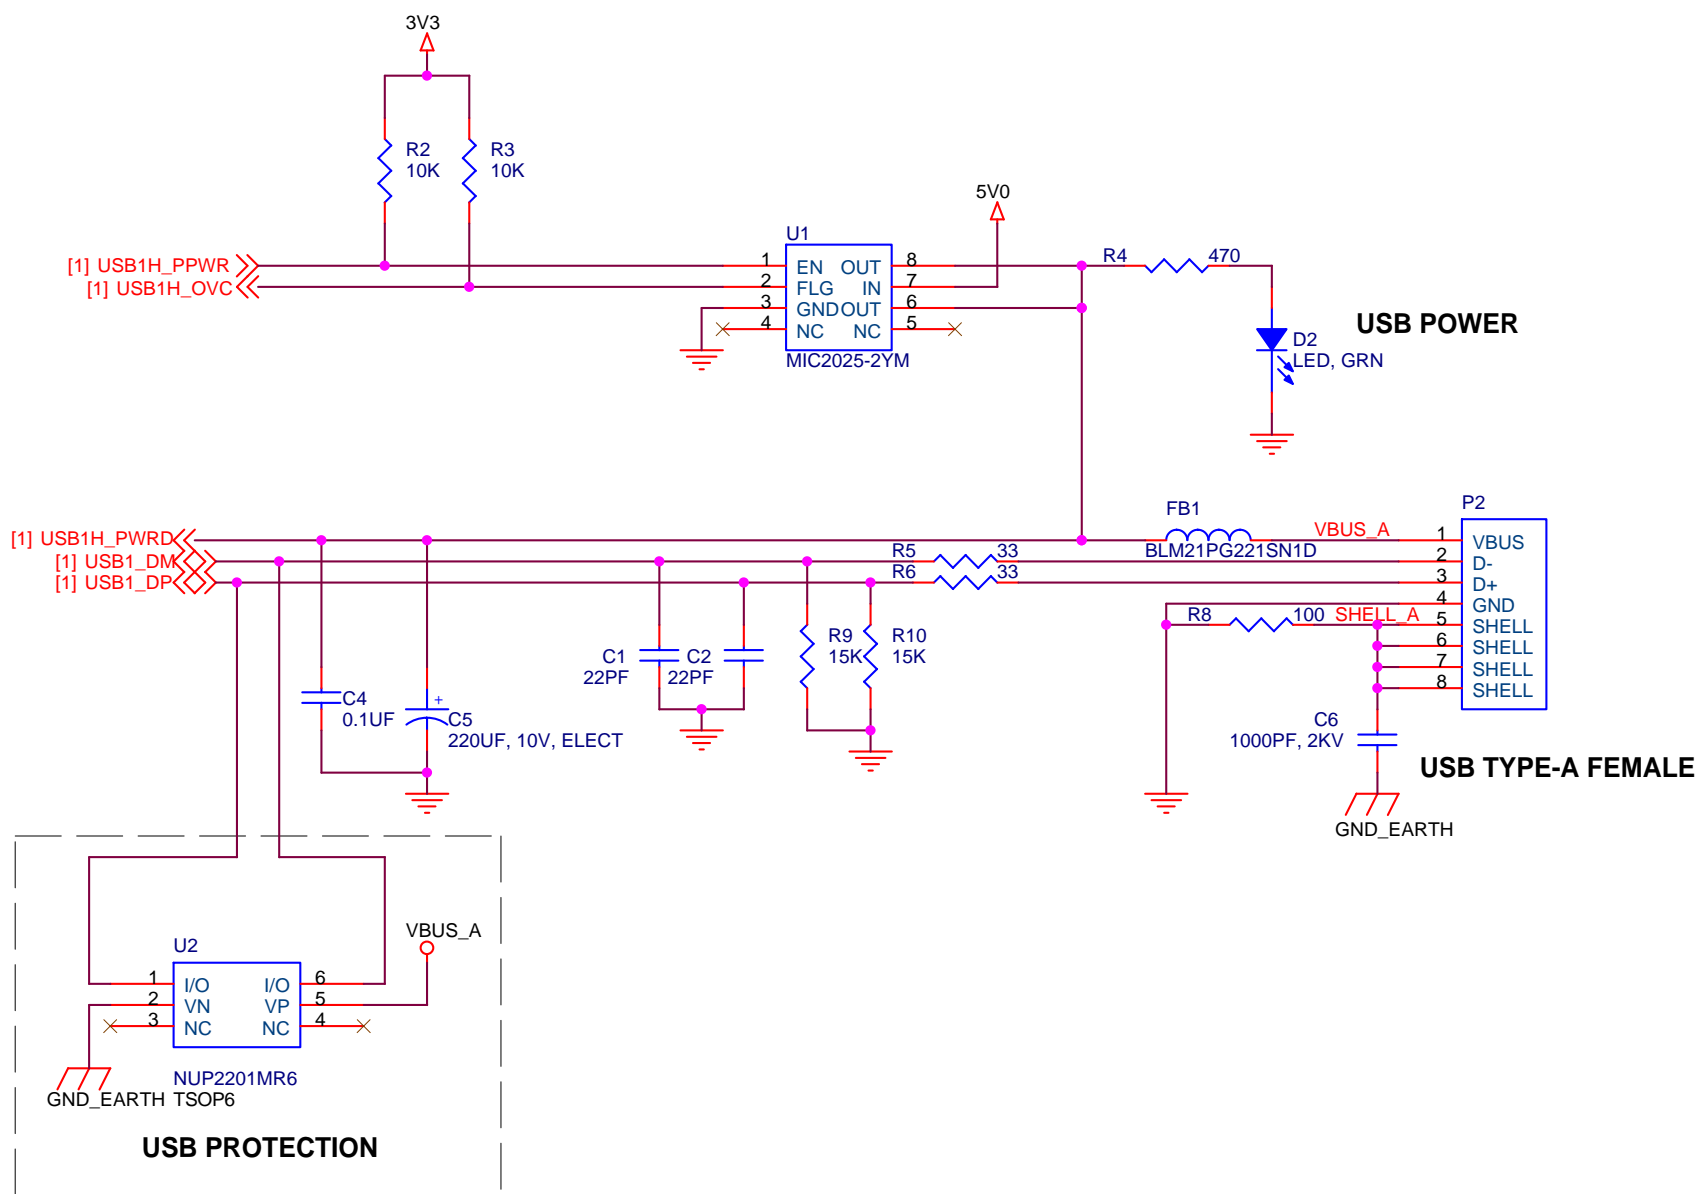 3V3
R2
10K
R3
10K
5V0
[1] USB1H_PPWR
[1] USB1H_OVC
U1
1 EN OUT 8
2 FLG IN 7
3 GND OUT 6
4 NC NC 5
MIC2025-2YM
R4 470
D2
LED, GRN
USB POWER
[1] USB1H_PWRD
[1] USB1_DM
[1] USB1_DP
FB1
BLM21PG221SN1D
VBUS_A
R5 33
R6 33
P2
1 VBUS
2 D-
3 D+
4 GND
5 SHELL
6 SHELL
7 SHELL
8 SHELL
R8 100 SHELL_A
C1
22PF
C2
22PF
R9
15K
R10
15K
C4
0.1UF
+
C5
220UF, 10V, ELECT
C6
1000PF, 2KV
USB TYPE-A FEMALE
GND_EARTH
VBUS_A
U2
1 I/O I/O 6
2 VN VP 5
3 NC NC 4
NUP2201MR6
GND_EARTH TSOP6
USB PROTECTION